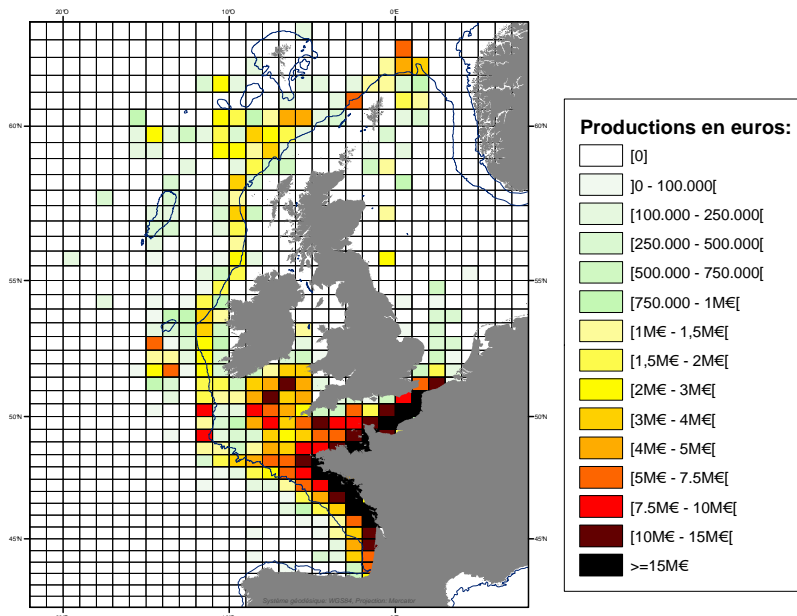 20°O 10°O 0°E
60°N
55°N
50°N
45°N
Système géodésique: WGS84, Projection: Mercator
Productions en euros:
[0]
]0 - 100.000[
[100.000 - 250.000[
[250.000 - 500.000[
[500.000 - 750.000[
[750.000 - 1M€[
[1M€ - 1,5M€[
[1,5M€ - 2M€[
[2M€ - 3M€[
[3M€ - 4M€[
[4M€ - 5M€[
[5M€ - 7.5M€[
[7.5M€ - 10M€[
[10M€ - 15M€[
>=15M€